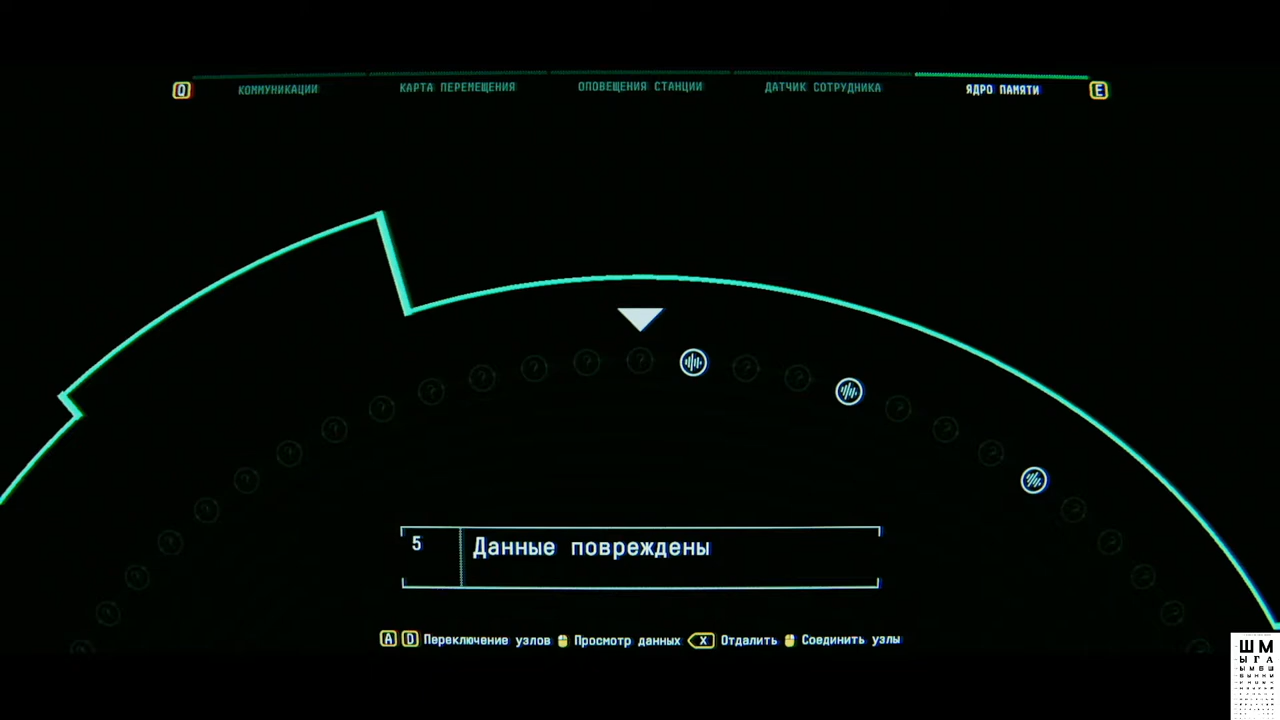 Q КОММУНИКАЦИИ КАРТА ПЕРЕМЕЩЕНИЯ ОПОВЕЩЕНИЯ СТАНЦИИ ДАТЧИК СОТРУДНИКА ЯДРО ПАМЯТИ E
5 Данные повреждены
A D Переключение узлов Просмотр данных X Отдалить Соединить узлы
Ш М
Ы Г А
Ы М Б Ш
Б Ы Н К И